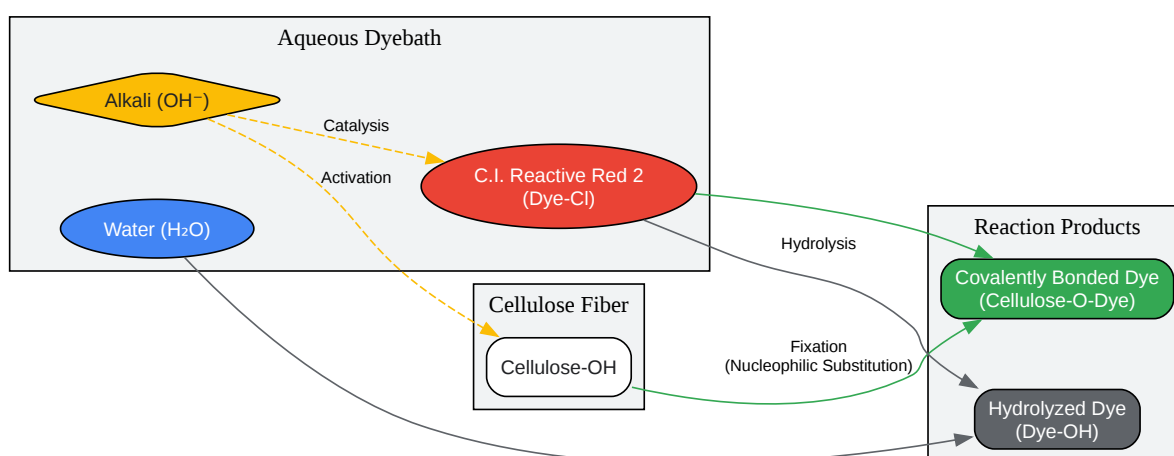 Aqueous Dyebath
Alkali (OH⁻)
Catalysis
Activation
C.I. Reactive Red 2
(Dye-Cl)
Water (H₂O)
Hydrolysis
Reaction Products
Covalently Bonded Dye
(Cellulose-O-Dye)
Cellulose Fiber
Cellulose-OH
Fixation
(Nucleophilic Substitution)
Hydrolyzed Dye
(Dye-OH)